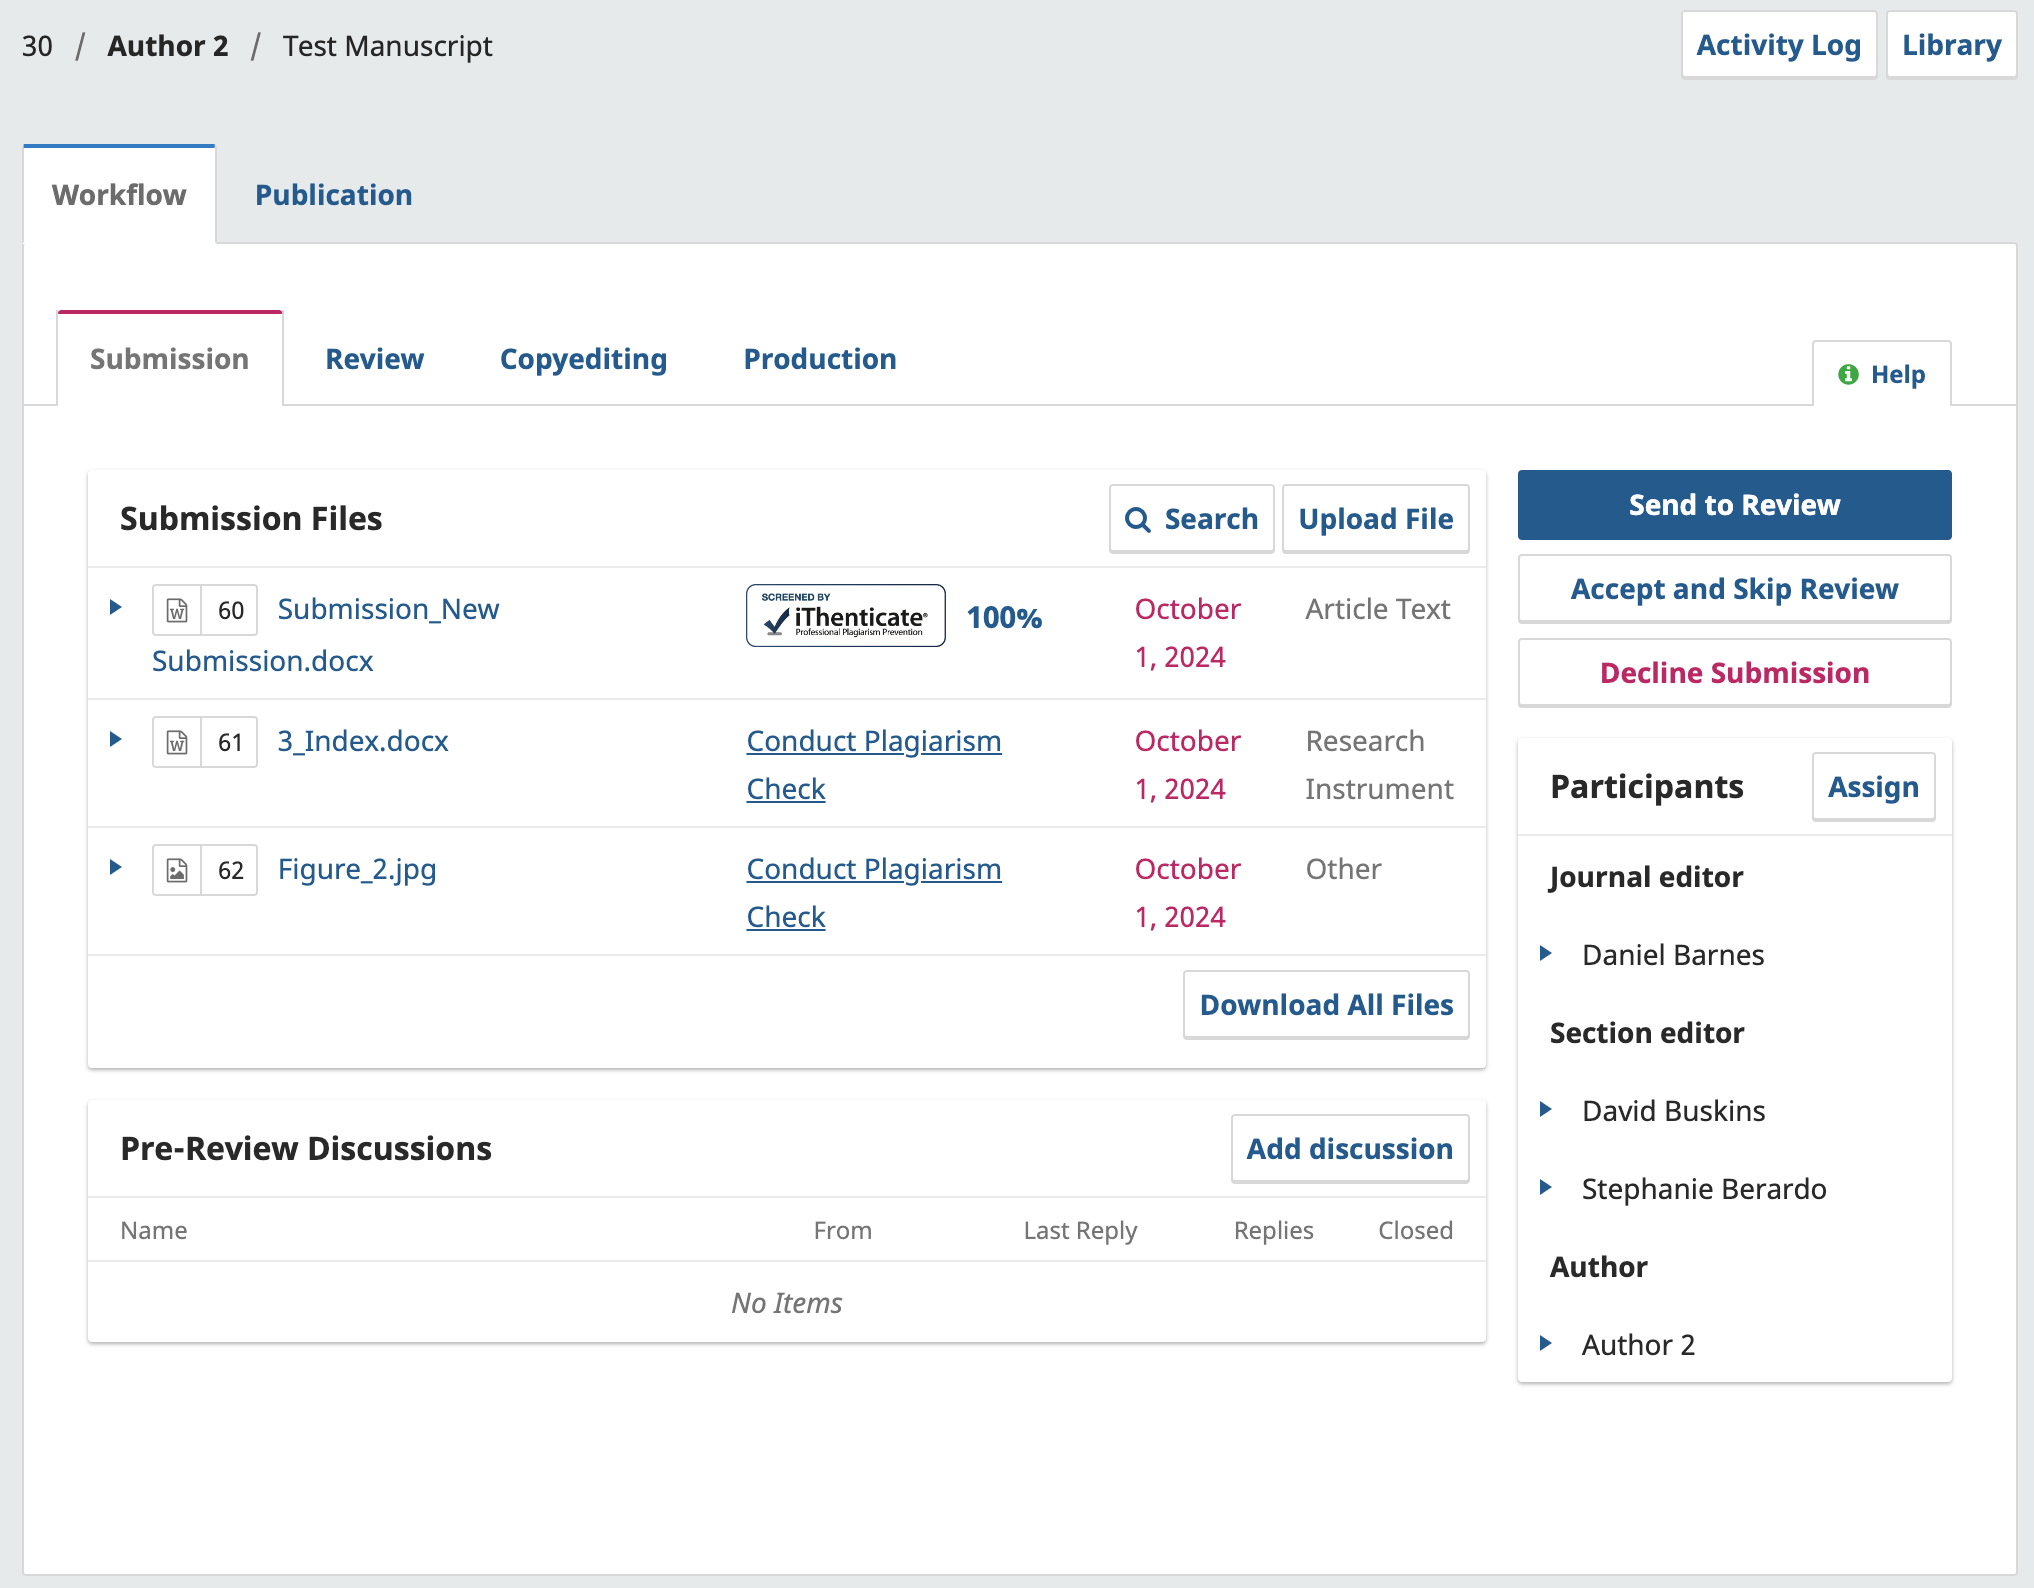 30 / Author 2 / Test Manuscript
Activity Log
Library
Workflow
Publication
Submission
Review
Copyediting
Production
Help
Submission Files
Search
Upload File
60 Submission_New
Submission.docx
SCREENED BY
iThenticate®
Professional Plagiarism Prevention
100%
October
1, 2024
Article Text
61 3_Index.docx
Conduct Plagiarism
Check
October
1, 2024
Research
Instrument
62 Figure_2.jpg
Conduct Plagiarism
Check
October
1, 2024
Other
Download All Files
Pre-Review Discussions
Add discussion
Name From Last Reply Replies Closed
No Items
Send to Review
Accept and Skip Review
Decline Submission
Participants
Assign
Journal editor
Daniel Barnes
Section editor
David Buskins
Stephanie Berardo
Author
Author 2